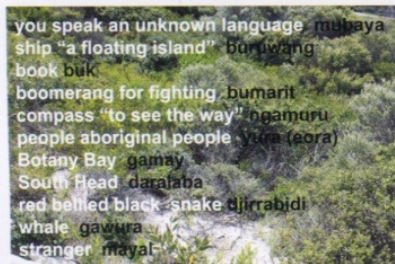 you speak an unknown language mubaya
ship “a floating island” buruwang
book buk
boomerang for fighting bumarit
compass “to see the way” ngamuru
people aboriginal people yura (eora)
Botany Bay gamay
South Head daralaba
red bellied black snake djirrabidi
whale gawura
stranger mayal